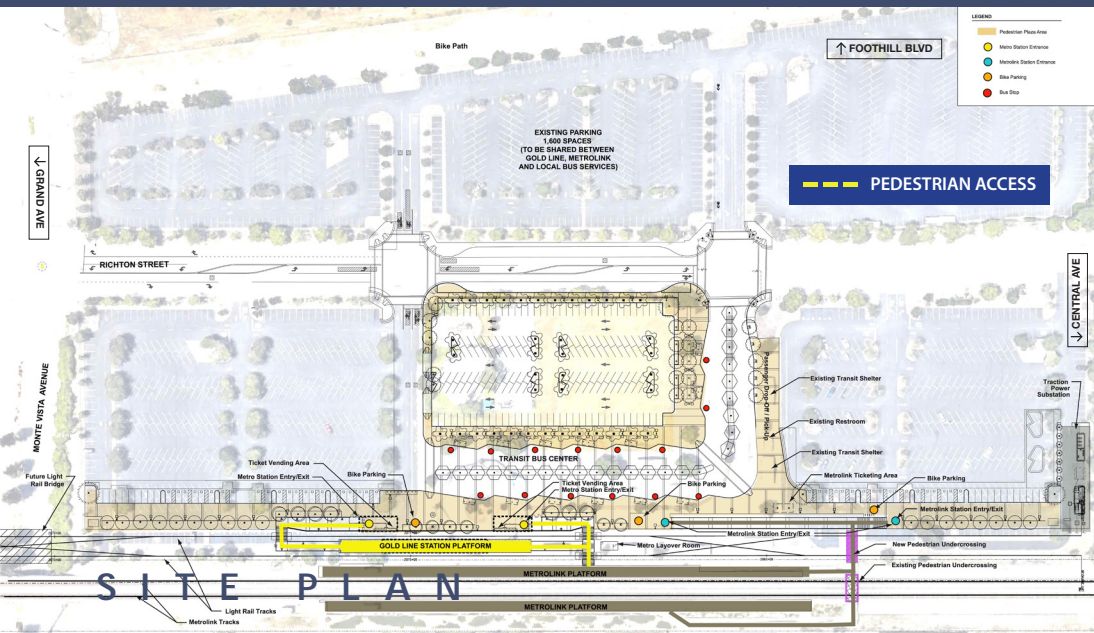 LEGEND
Pedestrian Plaza Area
Metro Station Entrance
Metrolink Station Entrance
Bike Parking
Bus Stop
Bike Path
↑ FOOTHILL BLVD
EXISTING PARKING
1,600 SPACES
(TO BE SHARED BETWEEN
GOLD LINE, METROLINK
AND LOCAL BUS SERVICES)
PEDESTRIAN ACCESS
↓ GRAND AVE
RICHTON STREET
↓ CENTRAL AVE
MONTE VISTA AVENUE
Passenger Drop-Off / Pick-Up
Existing Transit Shelter
Traction
Power
Substation
Existing Restroom
Existing Transit Shelter
TRANSIT BUS CENTER
Ticket Vending Area
Metro Station Entry/Exit
Bike Parking
Ticket Vending Area
Metro Station Entry/Exit
Bike Parking
Metrolink Ticketing Area
Bike Parking
Future Light
Rail Bridge
Metrolink Station Entry/Exit
Metrolink Station Entry/Exit
GOLD LINE STATION PLATFORM
Metro Layover Room
New Pedestrian Undercrossing
METROLINK PLATFORM
Existing Pedestrian Undercrossing
SITE PLAN
METROLINK PLATFORM
Light Rail Tracks
Metrolink Tracks